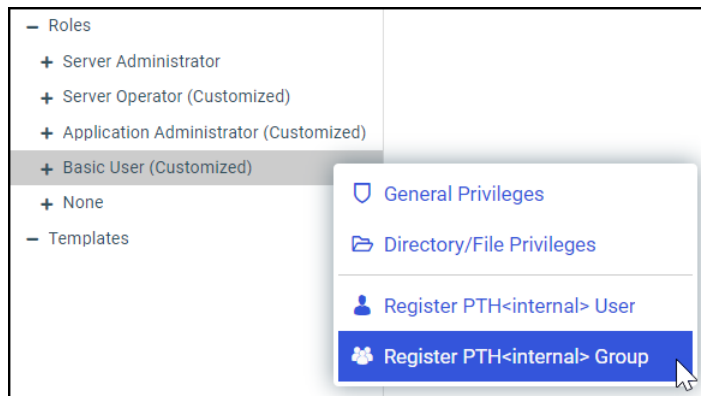 Roles
Server Administrator
Server Operator (Customized)
Application Administrator (Customized)
Basic User (Customized)
None
Templates
General Privileges
Directory/File Privileges
Register PTH<internal> User
Register PTH<internal> Group